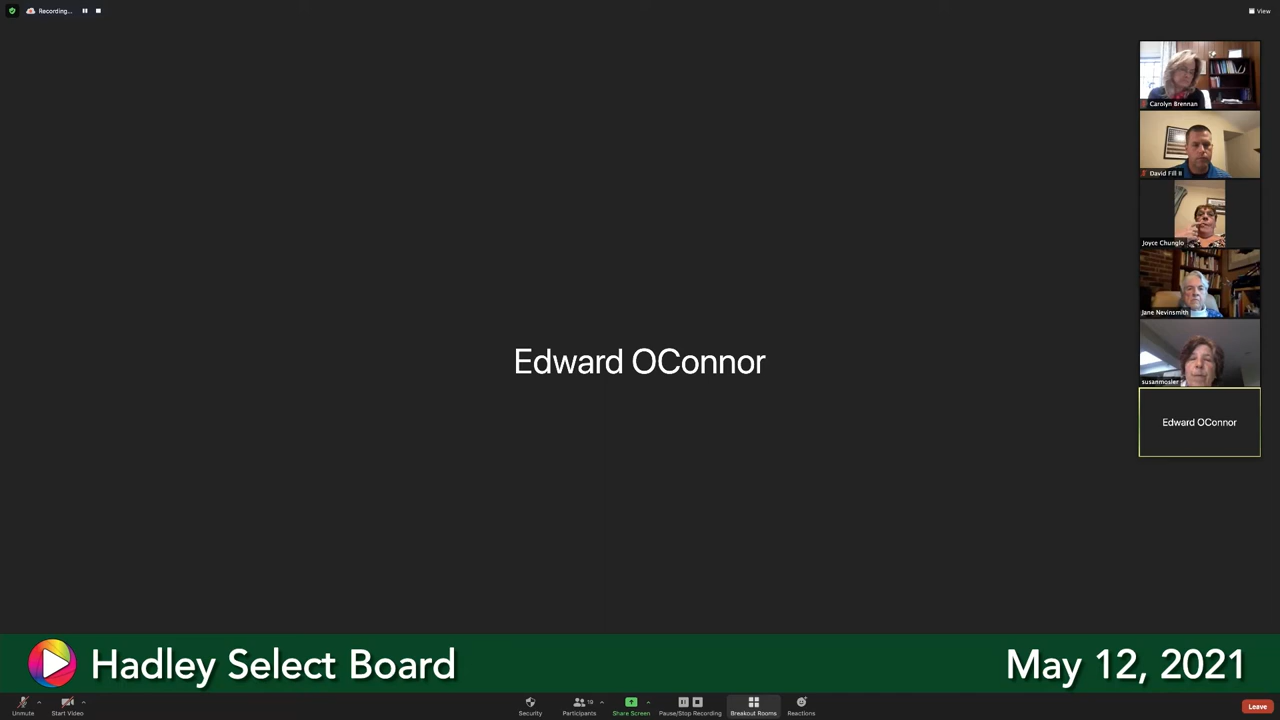 Recording...
View
Carolyn Brennan
David Fill II
Joyce Chunglo
Jane Nevinsmith
susanmosler
Edward OConnor
Edward OConnor
Hadley Select Board
May 12, 2021
Unmute
Start Video
Security
Participants
19
Share Screen
Pause/Stop Recording
Breakout Rooms
Reactions
Leave